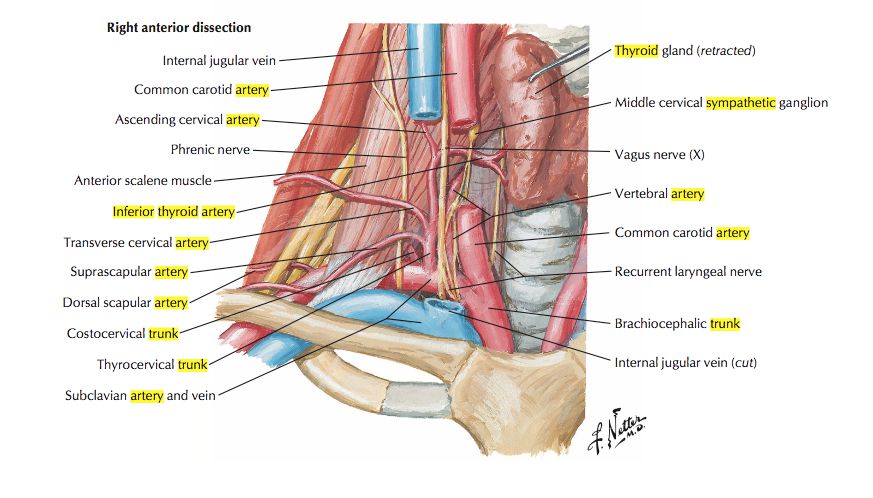 Right anterior dissection
Internal jugular vein
Common carotid artery
Ascending cervical artery
Phrenic nerve
Anterior scalene muscle
Inferior thyroid artery
Transverse cervical artery
Suprascapular artery
Dorsal scapular artery
Costocervical trunk
Thyrocervical trunk
Subclavian artery and vein
Thyroid gland (retracted)
Middle cervical sympathetic ganglion
Vagus nerve (X)
Vertebral artery
Common carotid artery
Recurrent laryngeal nerve
Brachiocephalic trunk
Internal jugular vein (cut)
F. Netter
M.D.